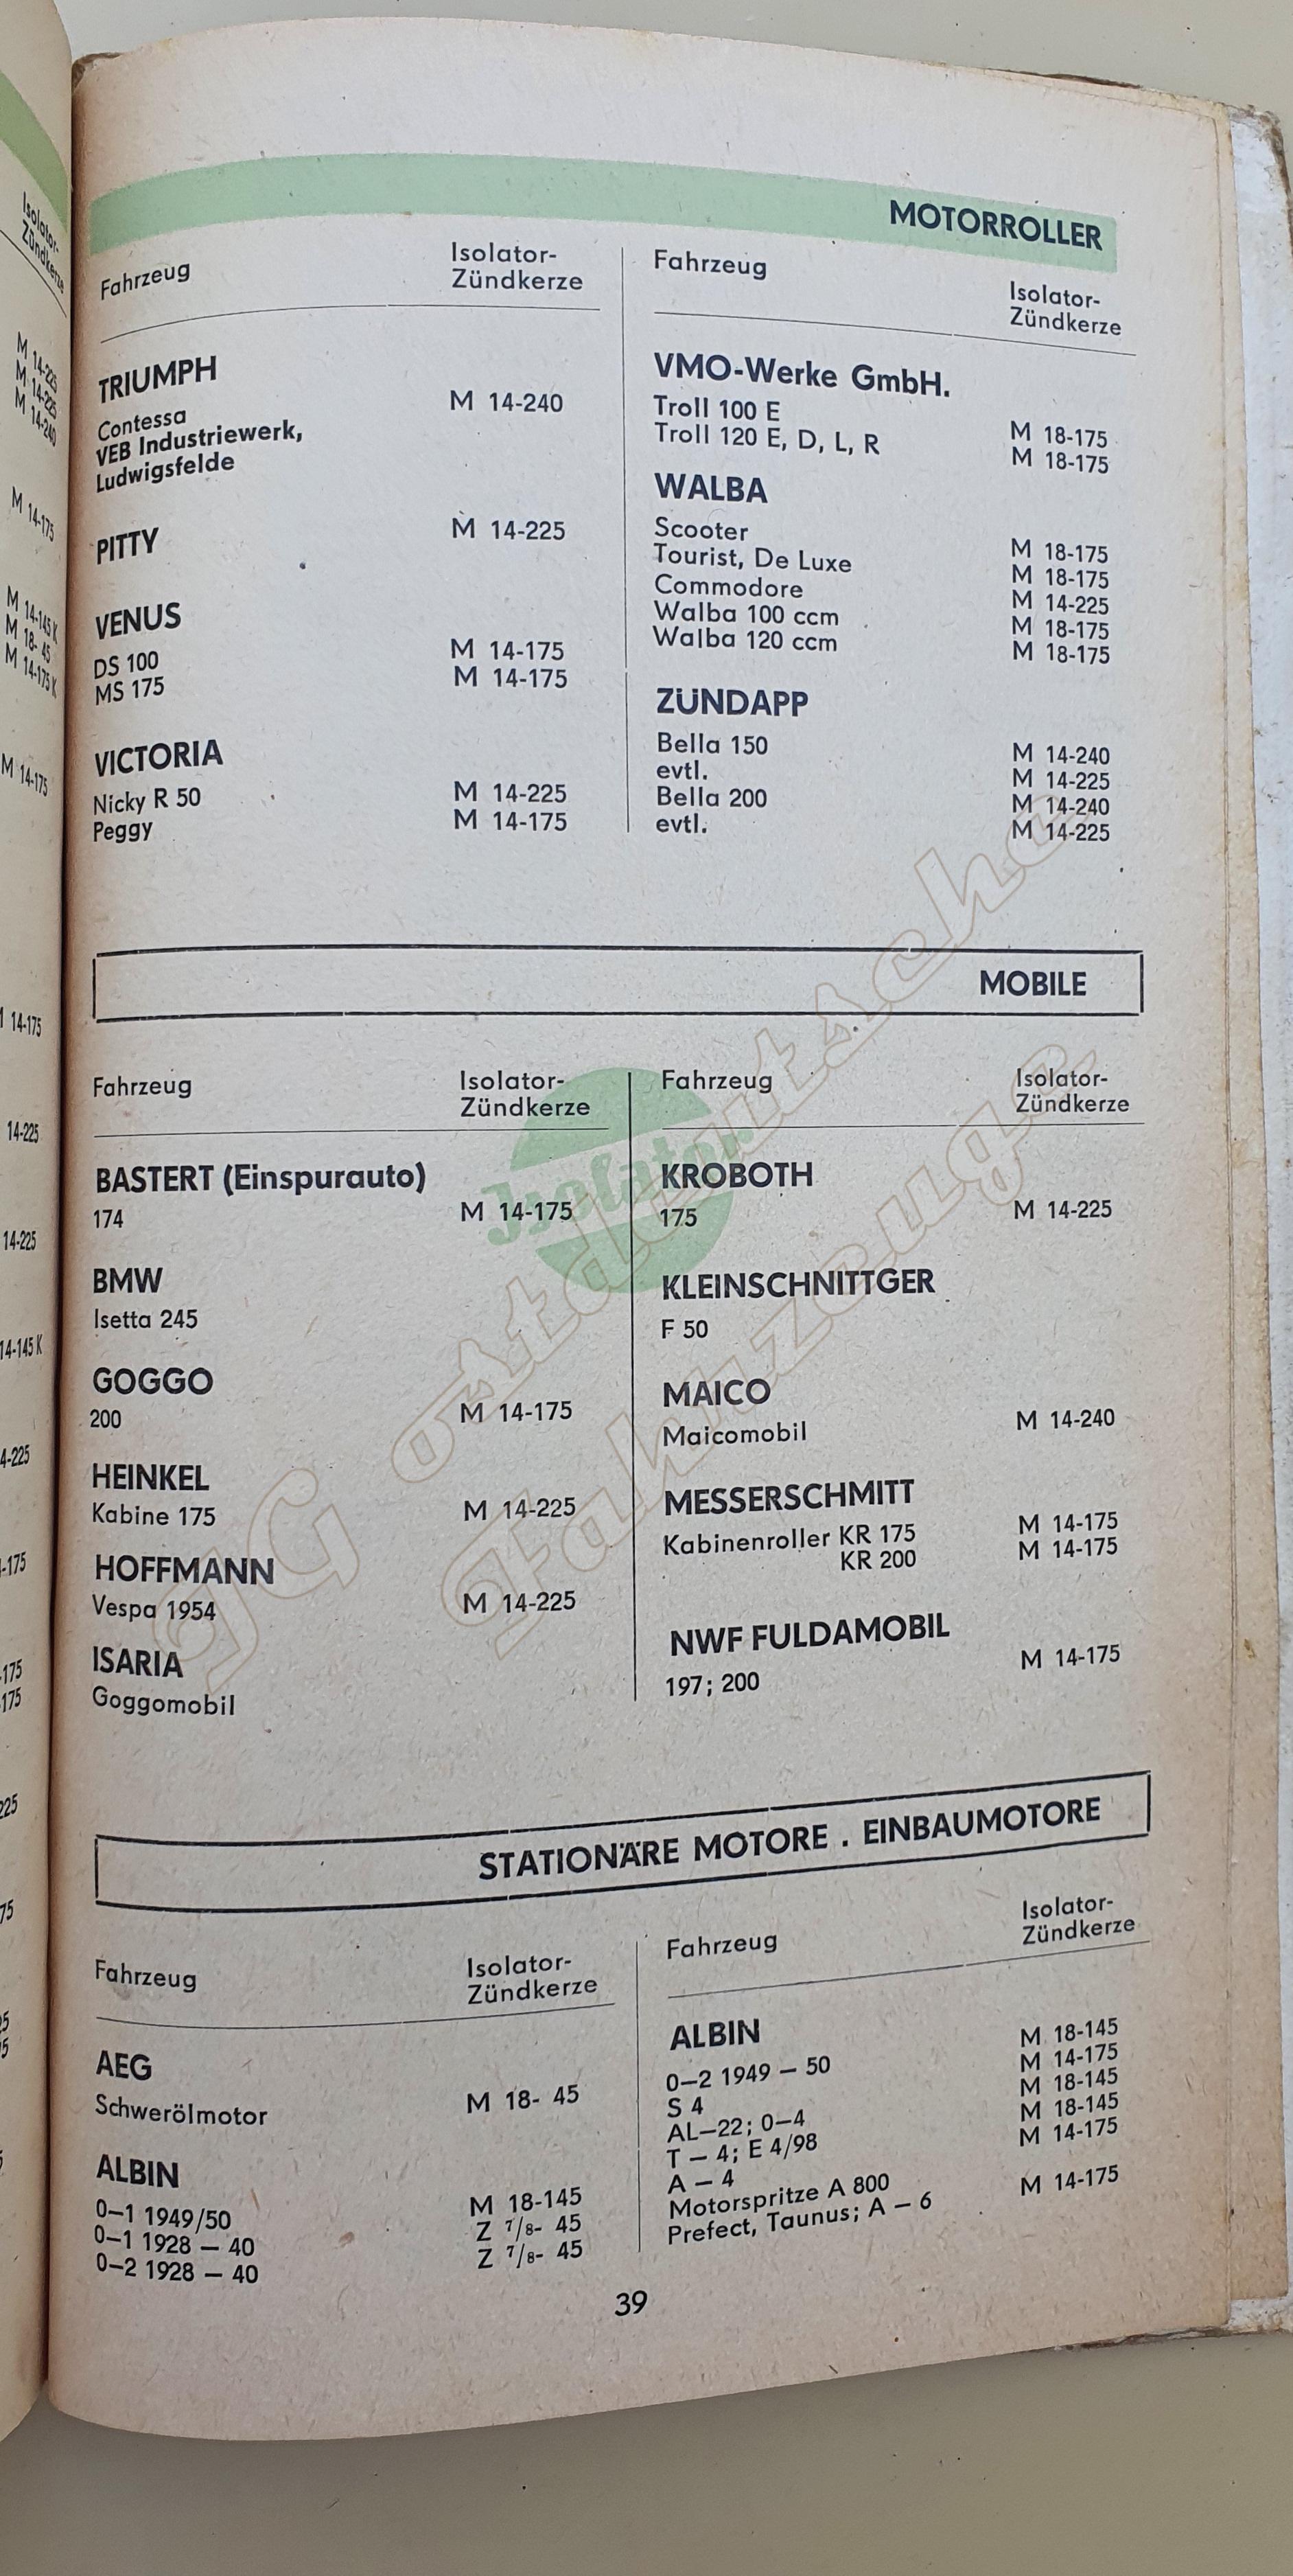 MOTORROLLER
Fahrzeug
Isolator-
Zündkerze
TRIUMPH
Contessa M 14-240
VEB Industriewerk,
Ludwigsfelde
PITTY M 14-225
VENUS
DS 100 M 14-175
MS 175 M 14-175
VICTORIA
Nicky R 50 M 14-225
Peggy M 14-175
Fahrzeug
Isolator-
Zündkerze
VMO-Werke GmbH.
Troll 100 E M 18-175
Troll 120 E, D, L, R M 18-175
WALBA
Scooter M 18-175
Tourist, De Luxe M 18-175
Commodore M 14-225
Walba 100 ccm M 18-175
Walba 120 ccm M 18-175
ZÜNDAPP
Bella 150 M 14-240
evtl. M 14-225
Bella 200 M 14-240
evtl. M 14-225
MOBILE
Fahrzeug
Isolator-
Zündkerze
BASTERT (Einspurauto)
174 M 14-175
BMW
Isetta 245
GOGGO
200 M 14-175
HEINKEL
Kabine 175 M 14-225
HOFFMANN
Vespa 1954 M 14-225
ISARIA
Goggomobil
Fahrzeug
Isolator-
Zündkerze
KROBOTH
175 M 14-225
KLEINSCHNITTGER
F 50
MAICO
Maicomobil M 14-240
MESSERSCHMITT
Kabinenroller KR 175 M 14-175
KR 200 M 14-175
NWF FULDAMOBIL
197; 200 M 14-175
Isolator
IG ostdeutsche
Fahrzeuge
STATIONÄRE MOTORE . EINBAUMOTORE
Fahrzeug
Isolator-
Zündkerze
AEG
Schwerölmotor M 18- 45
ALBIN
0–1 1949/50 M 18-145
0–1 1928 – 40 Z 7/8- 45
0–2 1928 – 40 Z 7/8- 45
Fahrzeug
Isolator-
Zündkerze
ALBIN
0–2 1949 – 50 M 18-145
S 4 M 14-175
AL–22; 0–4 M 18-145
T – 4; E 4/98 M 18-145
A – 4 M 14-175
Motorspritze A 800
Prefect, Taunus; A – 6 M 14-175
39